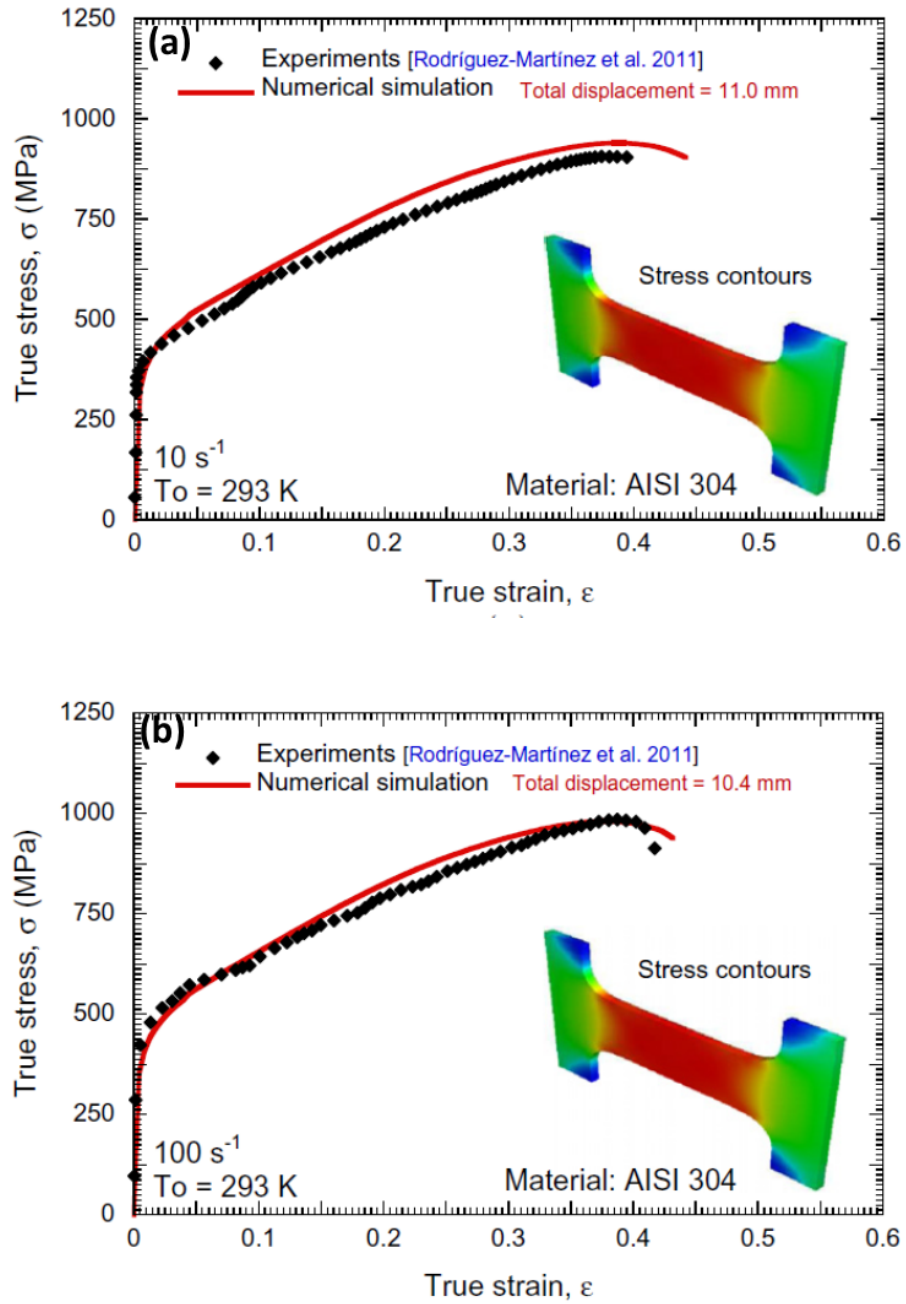 (a)
Experiments [Rodríguez-Martínez et al. 2011]
Numerical simulation Total displacement = 11.0 mm
Stress contours
10 s⁻¹
To = 293 K
Material: AISI 304
True stress, σ (MPa)
1250
1000
750
500
250
0
0 0.1 0.2 0.3 0.4 0.5 0.6
True strain, ε
(b)
Experiments [Rodríguez-Martínez et al. 2011]
Numerical simulation Total displacement = 10.4 mm
Stress contours
100 s⁻¹
To = 293 K
Material: AISI 304
True stress, σ (MPa)
1250
1000
750
500
250
0
0 0.1 0.2 0.3 0.4 0.5 0.6
True strain, ε